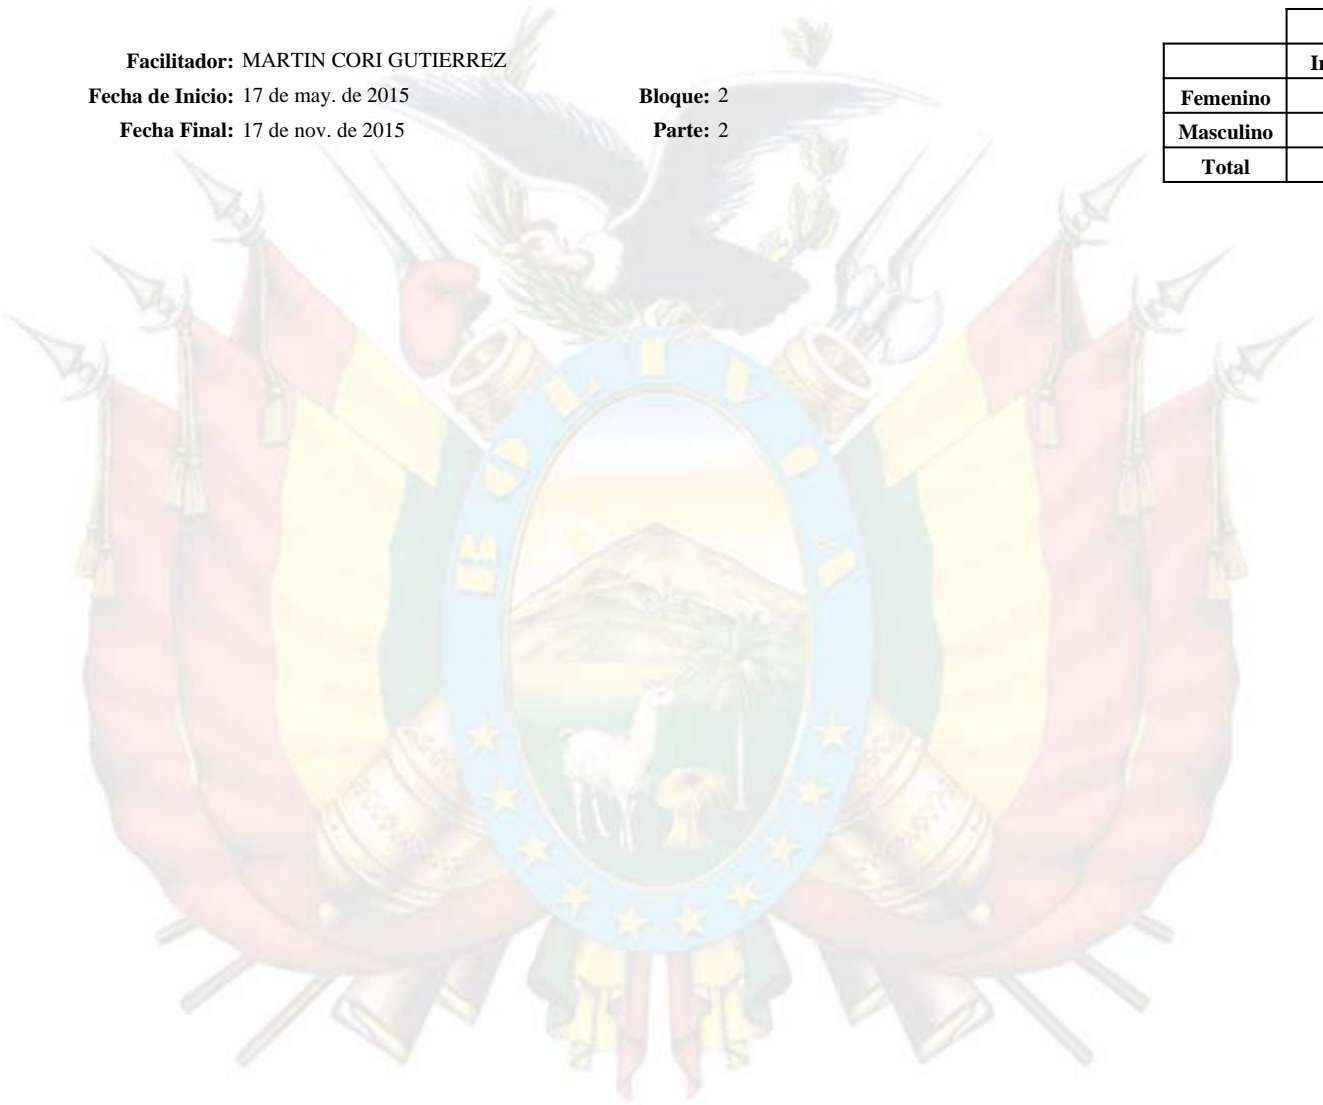 Facilitador: MARTIN CORI GUTIERREZ
Fecha de Inicio: 17 de may. de 2015
Bloque: 2
Fecha Final: 17 de nov. de 2015
Parte: 2
Femenino
Masculino
Total
BOLIVIA